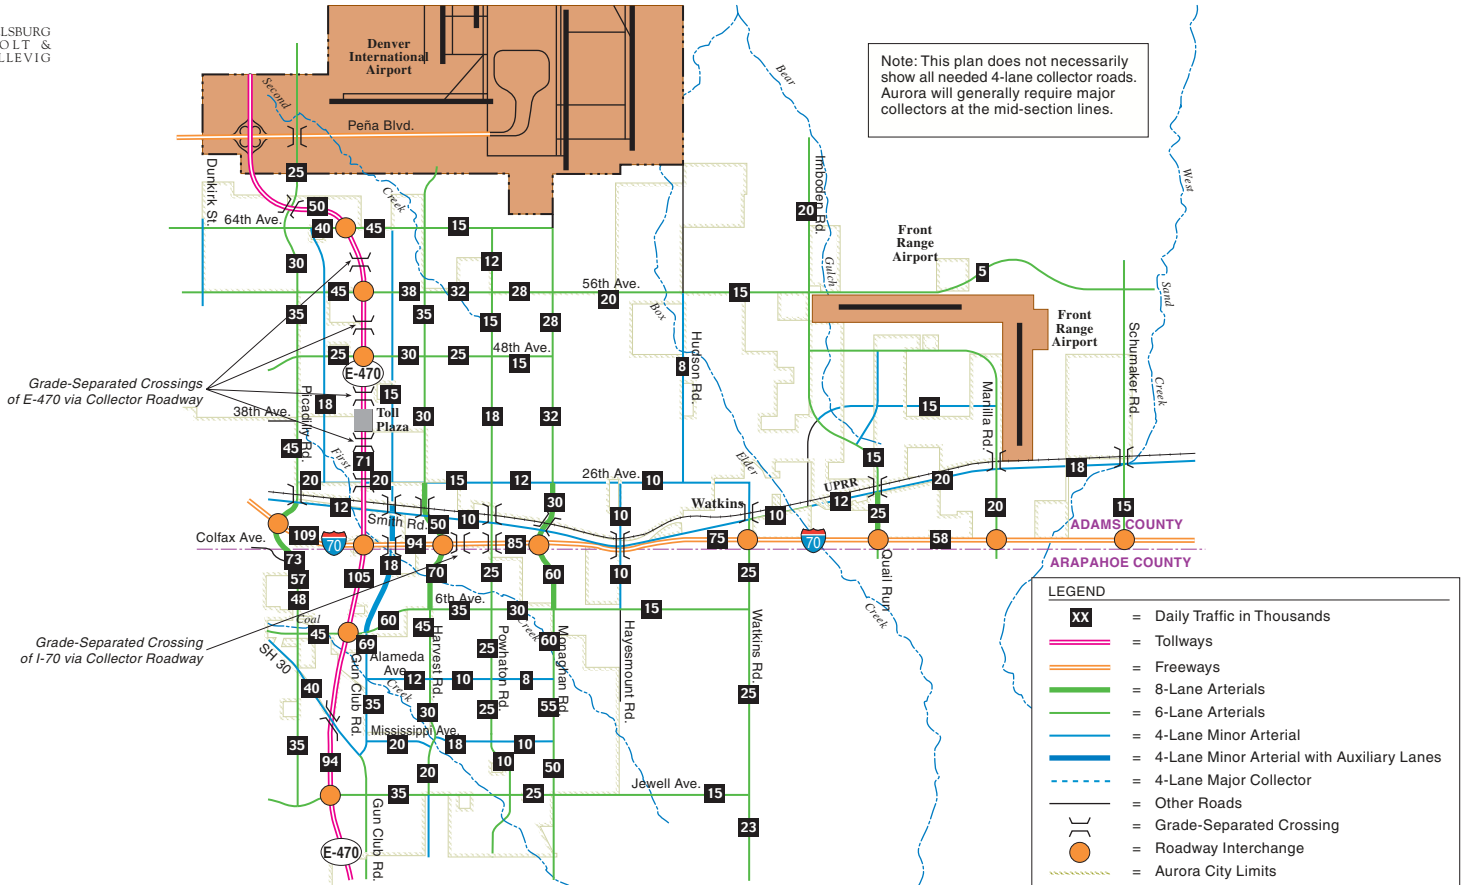 LSBURG
OLT &
LLEVIG
Denver
International
Airport
Second
Peña Blvd.
Creek
Dunkirk St.
25
50
64th Ave.
40
45
15
30
12
45
38
32
28
56th Ave.
20
15
35
35
15
28
25
30
25
48th Ave.
15
E-470
Grade-Separated Crossings
of E-470 via Collector Roadway
Picadilly Rd.
18
15
38th Ave.
Toll
Plaza
30
18
32
45
First
71
20
20
15
12
26th Ave.
10
12
Smith Rd.
50
10
30
10
Colfax Ave.
109
70
94
85
73
57
105
18
70
25
60
10
48
6th Ave.
35
30
15
Coal
45
60
69
45
Creek
60
Grade-Separated Crossing
of I-70 via Collector Roadway
SH 30
Gun Club Rd.
Alameda
Ave.
Creek
Harvest Rd.
Powhaton Rd.
Monaghan Rd.
Hayesmount Rd.
Watkins Rd.
25
12
10
8
40
35
30
25
55
25
Mississippi Ave.
35
20
18
10
94
20
10
50
35
25
Jewell Ave.
15
Gun Club Rd.
23
E-470
Bear
Note: This plan does not necessarily
show all needed 4-lane collector roads.
Aurora will generally require major
collectors at the mid-section lines.
20
Imboden Rd.
Gulch
Front
Range
Airport
5
West
Sand
Creek
Box
Elder
Creek
Hudson Rd.
8
Front
Range
Airport
Schumaker Rd.
Manilla Rd.
15
15
UPRR
20
18
Watkins
10
12
25
20
15
75
70
58
25
Quail Run
ADAMS COUNTY
ARAPAHOE COUNTY
LEGEND
XX = Daily Traffic in Thousands
= Tollways
= Freeways
= 8-Lane Arterials
= 6-Lane Arterials
= 4-Lane Minor Arterial
= 4-Lane Minor Arterial with Auxiliary Lanes
= 4-Lane Major Collector
= Other Roads
= Grade-Separated Crossing
= Roadway Interchange
= Aurora City Limits